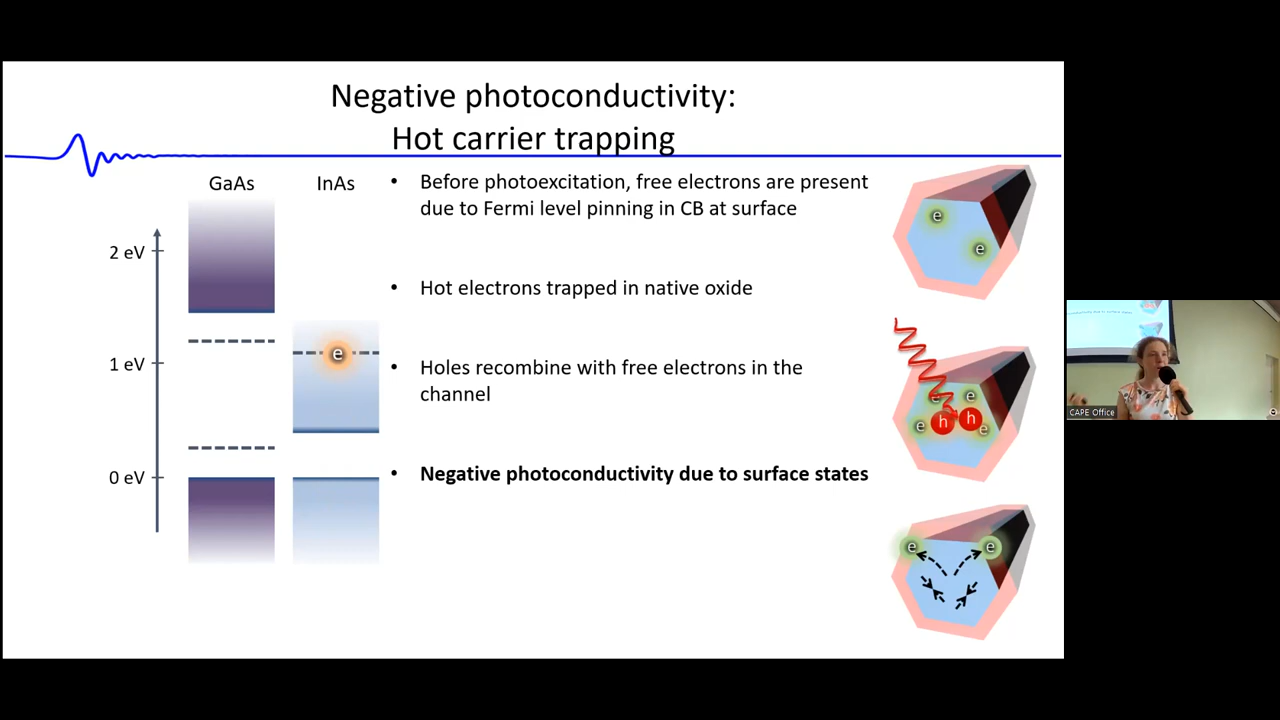 Negative photoconductivity:
Hot carrier trapping
GaAs
InAs
2 eV
1 eV
0 eV
e
• Before photoexcitation, free electrons are present
due to Fermi level pinning in CB at surface
• Hot electrons trapped in native oxide
• Holes recombine with free electrons in the
channel
• Negative photoconductivity due to surface states
e
e
e
e
e
h
h
e
e
e
CAPE Office